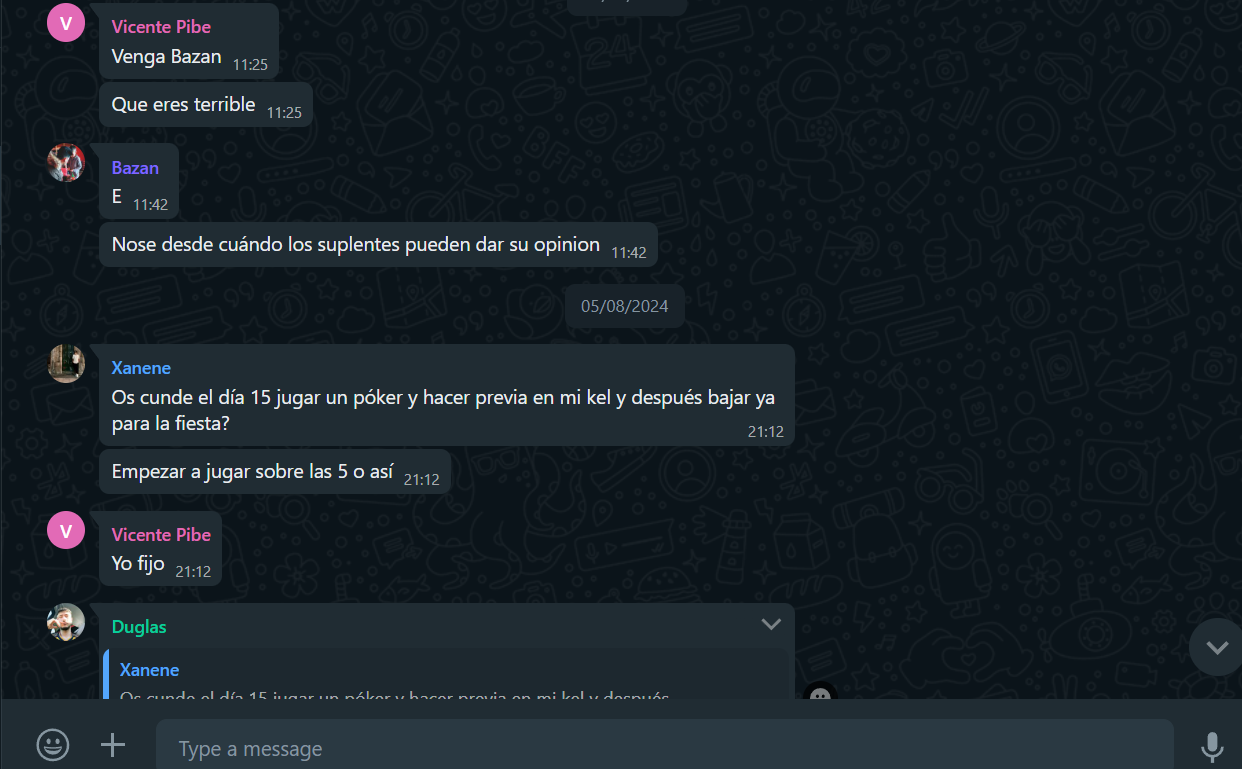 V
Vicente Pibe
Venga Bazan 11:25
Que eres terrible 11:25
Bazan
E 11:42
Nose desde cuándo los suplentes pueden dar su opinion 11:42
05/08/2024
Xanene
Os cunde el día 15 jugar un póker y hacer previa en mi kel y después bajar ya
para la fiesta? 21:12
Empezar a jugar sobre las 5 o así 21:12
V
Vicente Pibe
Yo fijo 21:12
Duglas
Xanene
Os cunde el día 15 jugar un póker y hacer previa en mi kel y después
Type a message